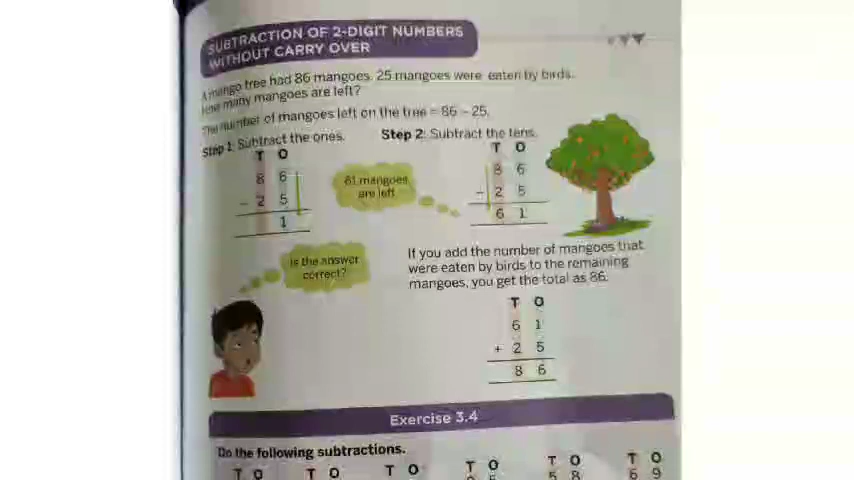 SUBTRACTION OF 2-DIGIT NUMBERS
WITHOUT CARRY OVER
A mango tree had 86 mangoes. 25 mangoes were eaten by birds.
How many mangoes are left?
The number of mangoes left on the tree = 86 - 25.
Step 1: Subtract the ones.
T O
8 6
- 2 5
1
Step 2: Subtract the tens.
T O
8 6
- 2 5
6 1
61 mangoes
are left
Is the answer
correct?
If you add the number of mangoes that
were eaten by birds to the remaining
mangoes, you get the total as 86.
T O
6 1
+ 2 5
8 6
Exercise 3.4
Do the following subtractions.
T O T O T O T O T O T O
5 8 6 9